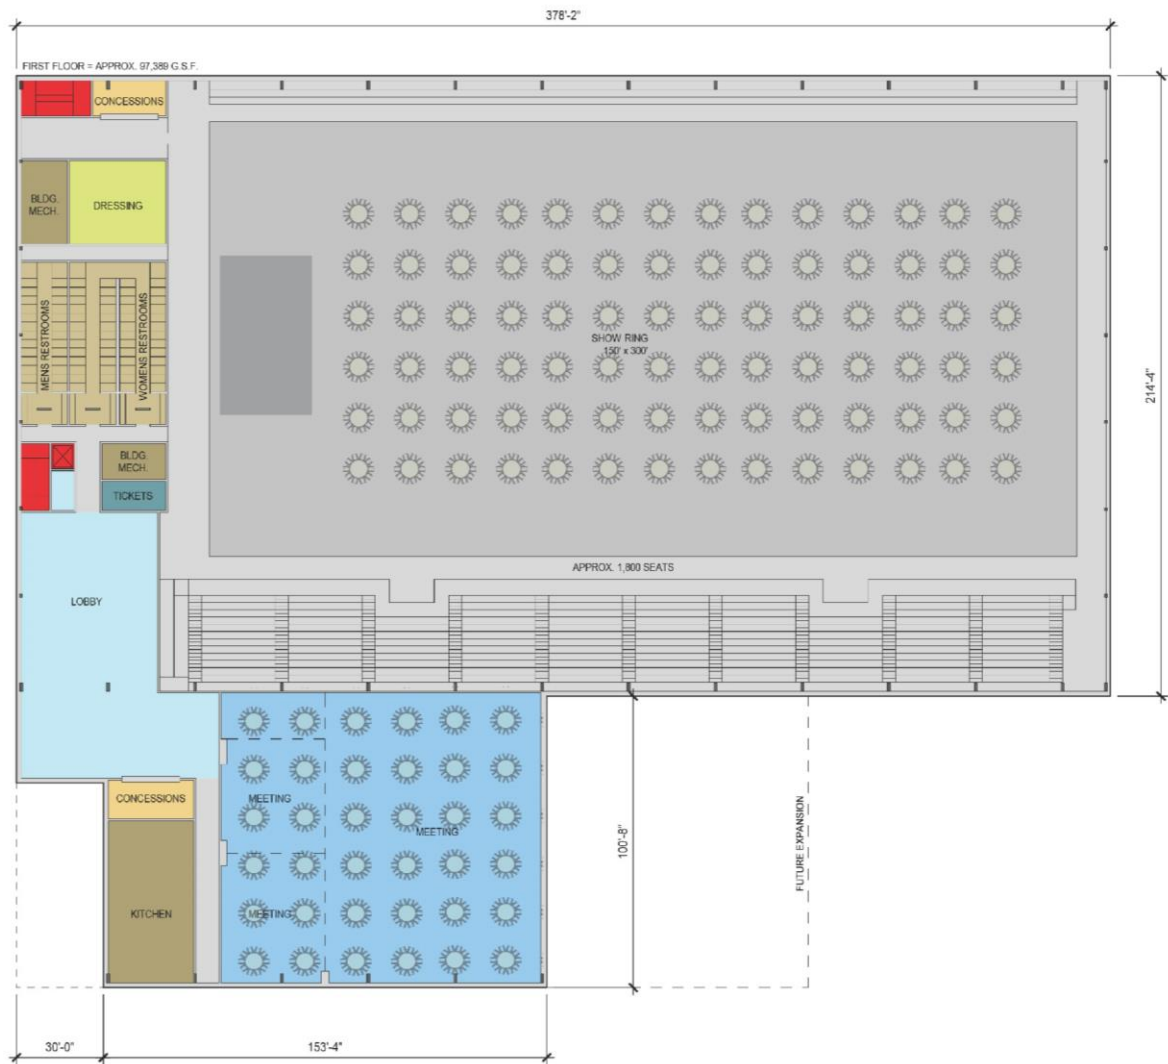 378'-2"
FIRST FLOOR = APPROX. 97,389 G.S.F.
CONCESSIONS
BLDG.
MECH.
DRESSING
214'-4"
MENS RESTROOMS
WOMENS RESTROOMS
SHOW RING
150' x 300'
BLDG.
MECH.
TICKETS
APPROX. 1,800 SEATS
LOBBY
CONCESSIONS
MEETING
MEETING
100'-8"
FUTURE EXPANSION
KITCHEN
MEETING
30'-0"
153'-4"